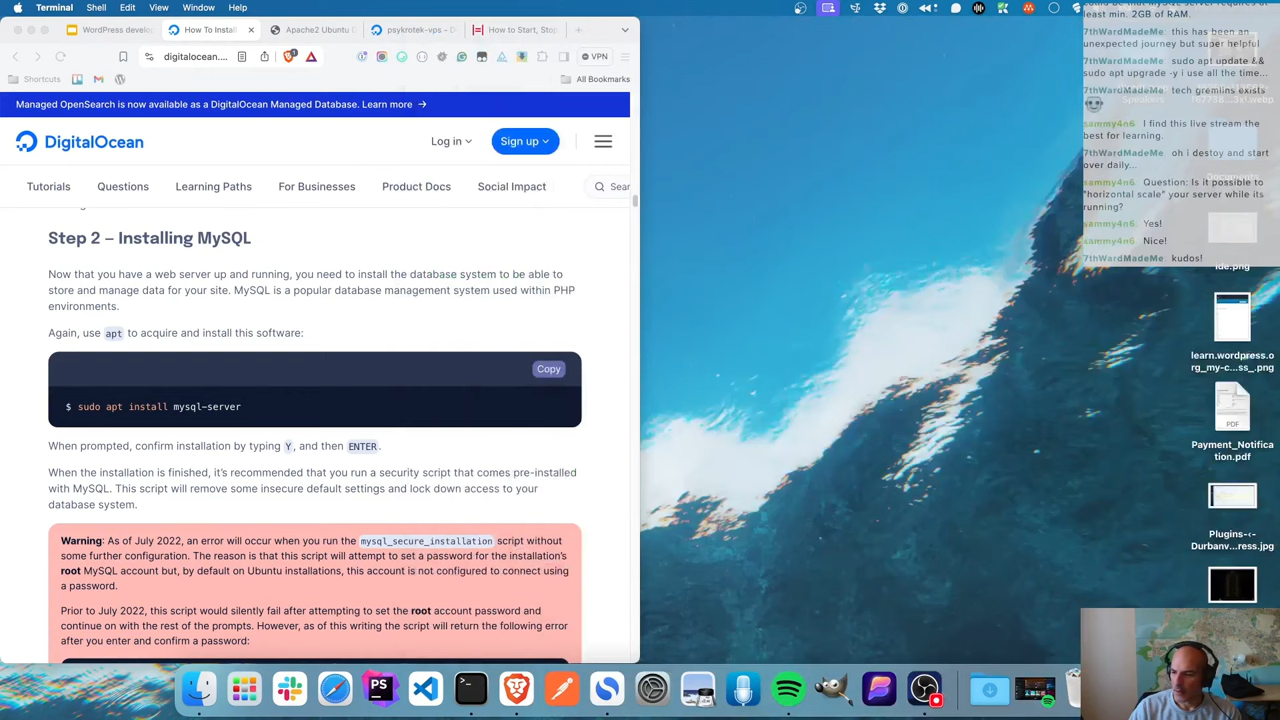 Terminal Shell Edit View Window Help
WordPress develo
How To Instal
Apache2 Ubuntu D
psykrotek-vps – D
How to Start, Stop
digitalocean....
VPN
Shortcuts
All Bookmarks
Managed OpenSearch is now available as a DigitalOcean Managed Database. Learn more →
DigitalOcean
Log in
Sign up
Tutorials Questions Learning Paths For Businesses Product Docs Social Impact Sear
Step 2 — Installing MySQL
Now that you have a web server up and running, you need to install the database system to be able to
store and manage data for your site. MySQL is a popular database management system used within PHP
environments.
Again, use apt to acquire and install this software:
Copy
$ sudo apt install mysql-server
When prompted, confirm installation by typing Y, and then ENTER.
When the installation is finished, it’s recommended that you run a security script that comes pre-installed
with MySQL. This script will remove some insecure default settings and lock down access to your
database system.
Warning: As of July 2022, an error will occur when you run the mysql_secure_installation script without
some further configuration. The reason is that this script will attempt to set a password for the installation’s
root MySQL account but, by default on Ubuntu installations, this account is not configured to connect using
a password.
Prior to July 2022, this script would silently fail after attempting to set the root account password and
continue on with the rest of the prompts. However, as of this writing the script will return the following error
after you enter and confirm a password:
least min. 2GB of RAM.
7thWardMadeMe: this has been an
unexpected journey but super helpful
7thWardMadeMe: sudo apt update &&
sudo apt upgrade -y i use all the time...
7thWardMadeMe: tech gremlins exists
sammy4n6: I find this live stream the
best for learning.
7thWardMadeMe: oh i destoy and start
over daily...
sammy4n6: Question: Is it possible to
"horizontal scale" your server while its
running?
sammy4n6: Yes!
sammy4n6: Nice!
7thWardMadeMe: kudos!
ide.png
learn.wordpress.o
rg_my-c...ss_.png
PDF
Payment_Notifica
tion.pdf
Plugins-‹-
Durbanv...ress.jpg
PS